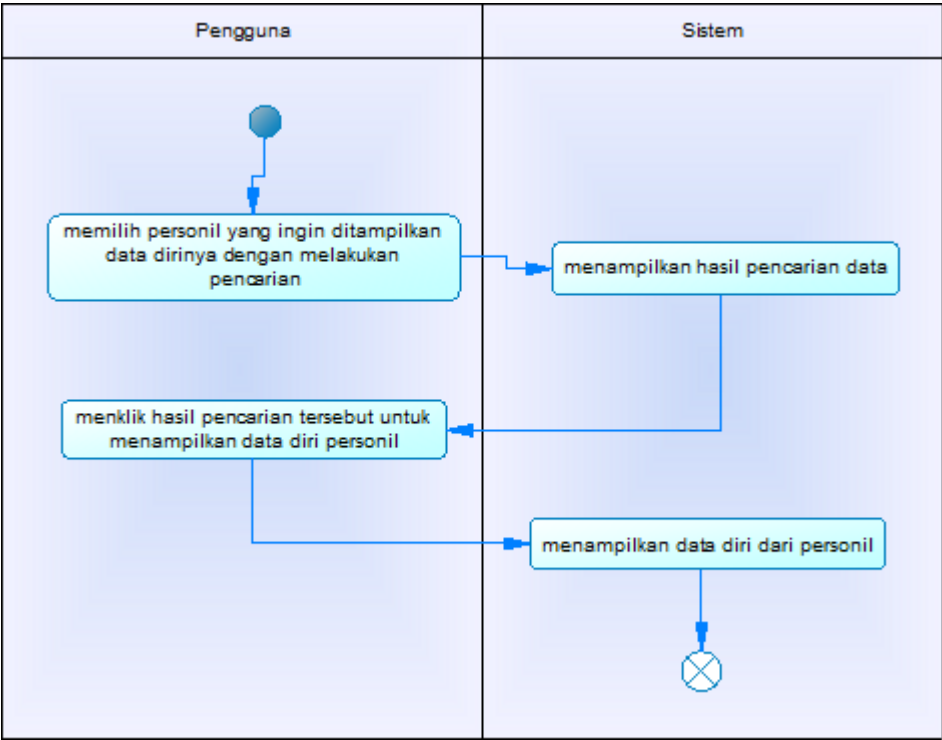 Pengguna
Sistem
memilih personil yang ingin ditampilkan
data dirinya dengan melakukan
pencarian
menampilkan hasil pencarian data
menklik hasil pencarian tersebut untuk
menampilkan data diri personil
menampilkan data diri dari personil